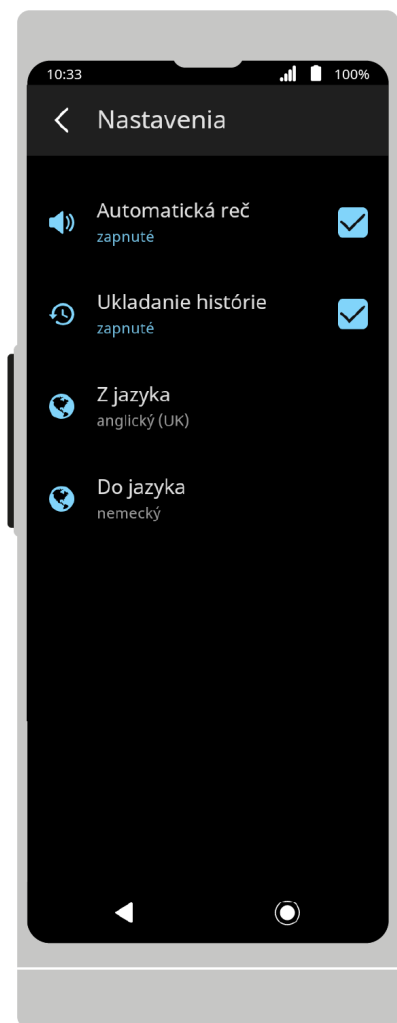 10:33
100%
Nastavenia
Automatická reč
zapnuté
Ukladanie histórie
zapnuté
Z jazyka
anglický (UK)
Do jazyka
nemecký